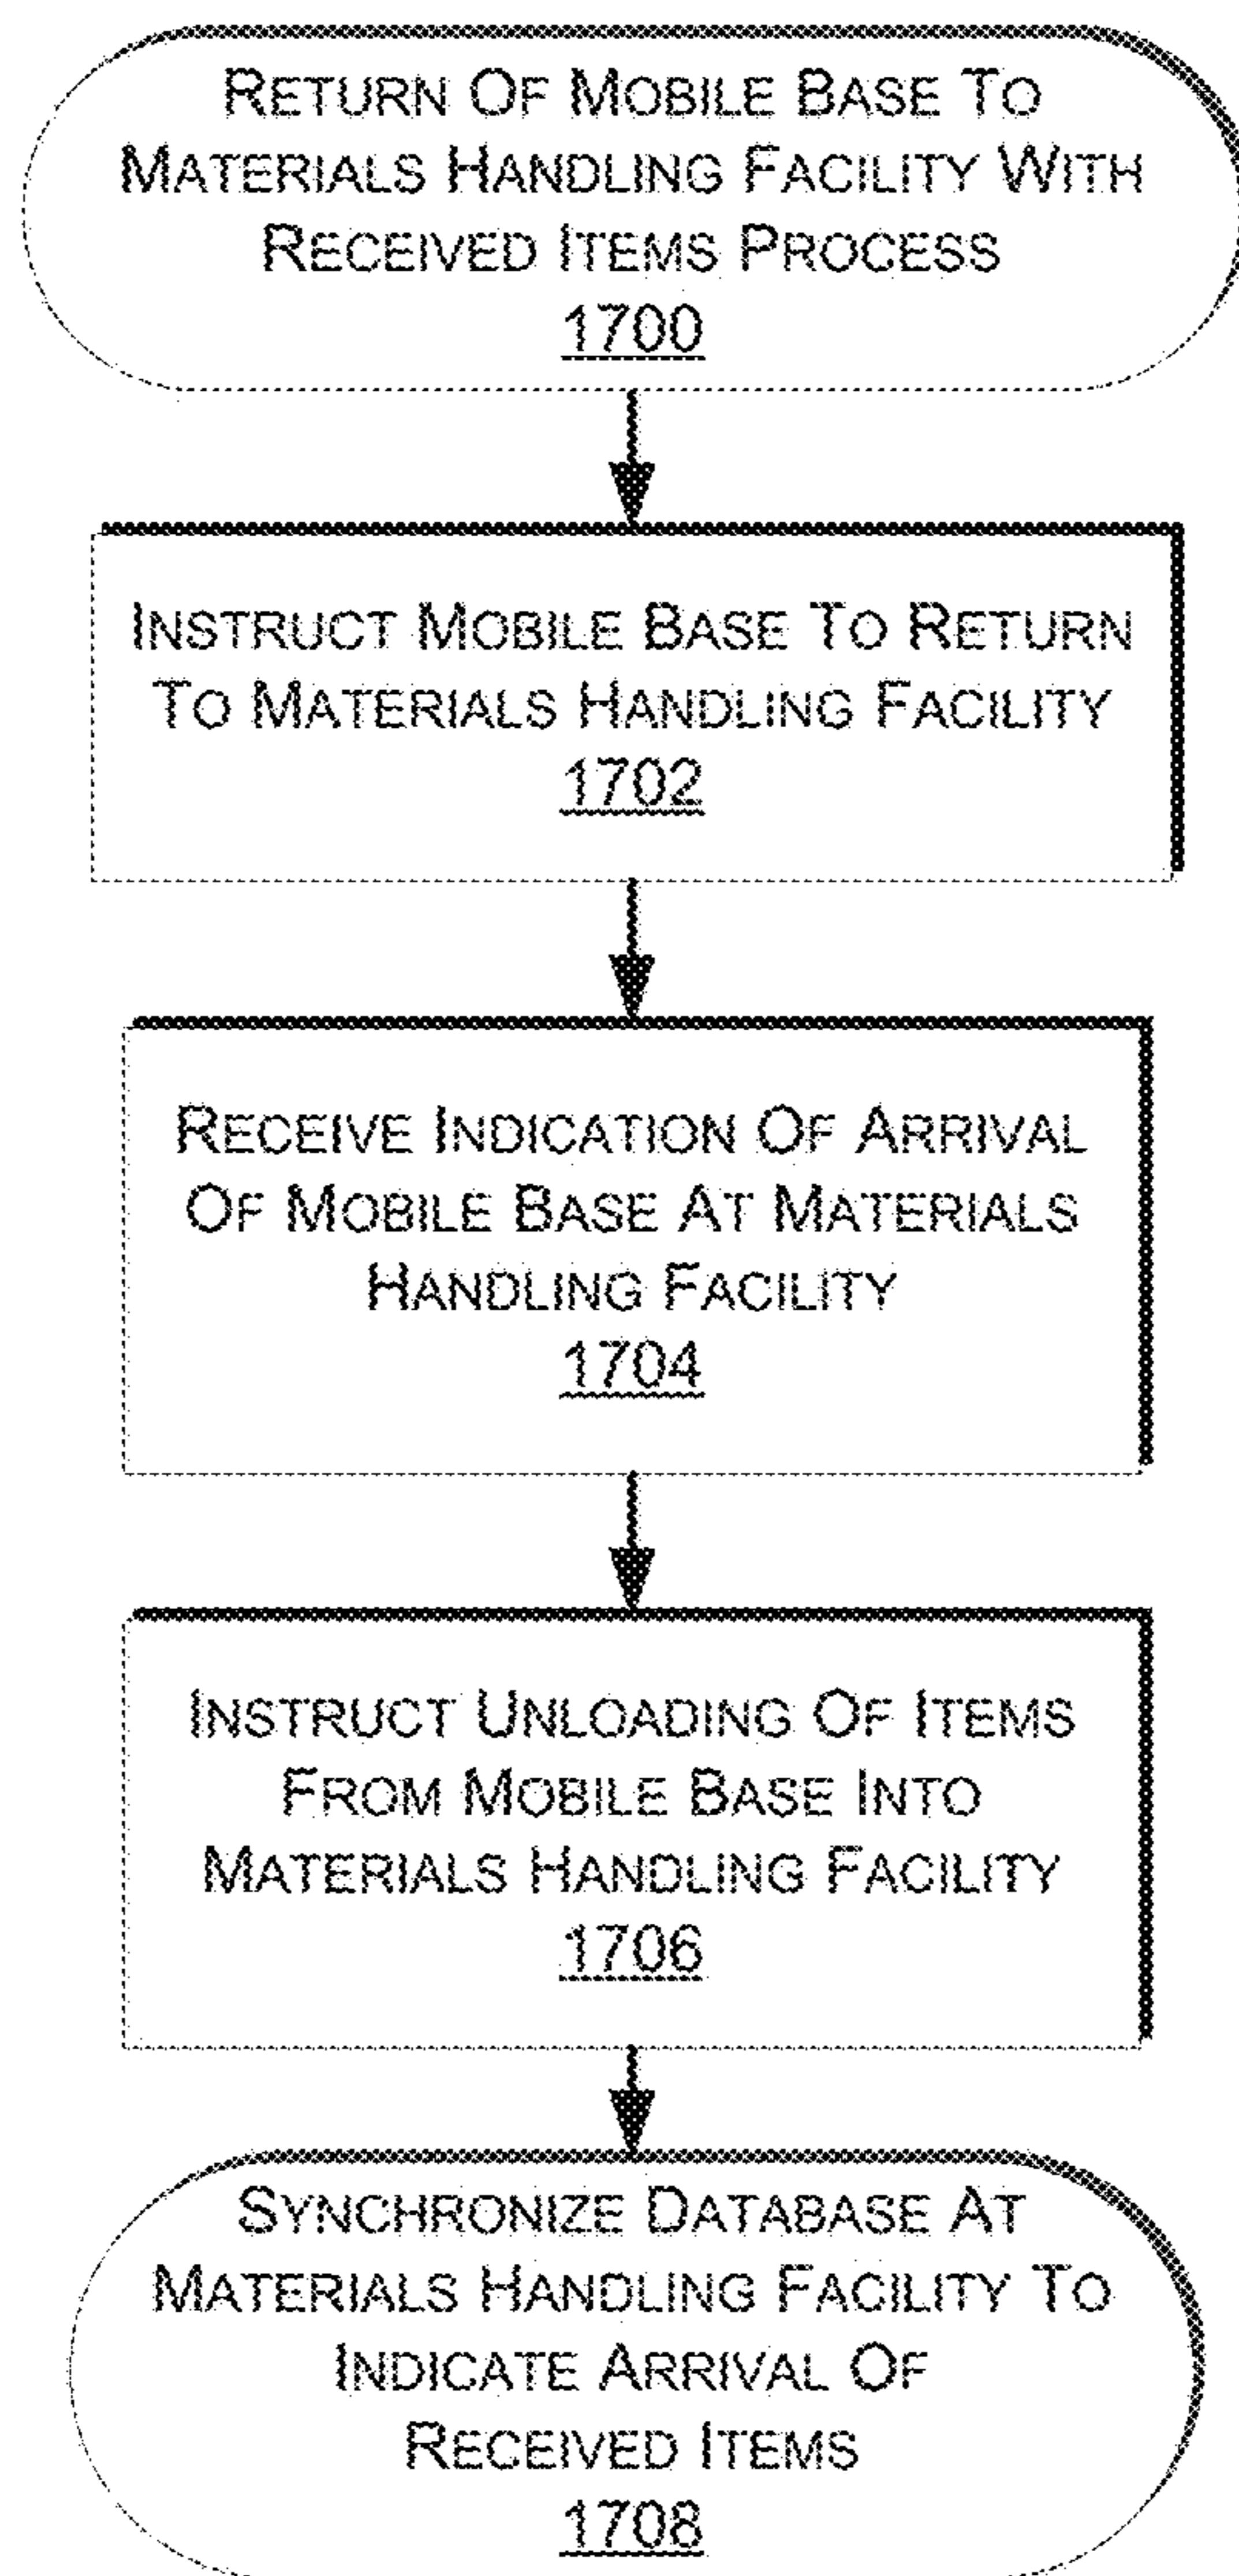 RETURN OF MOBILE BASE TO
MATERIALS HANDLING FACILITY WITH
RECEIVED ITEMS PROCESS
1700
INSTRUCT MOBILE BASE TO RETURN
TO MATERIALS HANDLING FACILITY
1702
RECEIVE INDICATION OF ARRIVAL
OF MOBILE BASE AT MATERIALS
HANDLING FACILITY
1704
INSTRUCT UNLOADING OF ITEMS
FROM MOBILE BASE INTO
MATERIALS HANDLING FACILITY
1706
SYNCHRONIZE DATABASE AT
MATERIALS HANDLING FACILITY TO
INDICATE ARRIVAL OF
RECEIVED ITEMS
1708